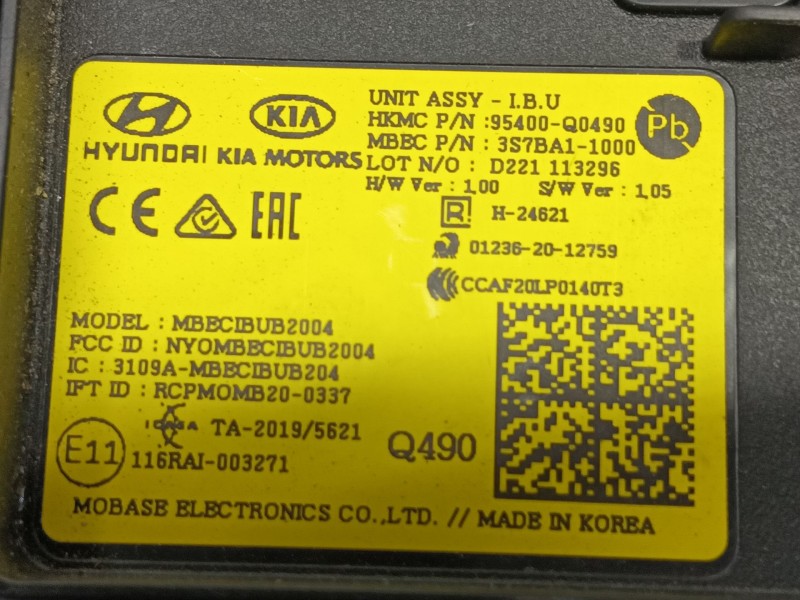 HYUNDAI KIA MOTORS
KIA
UNIT ASSY - I.B.U
HKMC P/N :95400-Q0490
MBEC P/N : 3S7BA1-1000
LOT N/O : D221 113296
H/W Ver : 1,00 S/W Ver : 1,05
Pb
R H-24621
01236-20-12759
CCAF20LP0140T3
CE EAC
MODEL : MBECIBUB2004
FCC ID : NYOMBECIBUB2004
IC : 3109A-MBECIBUB204
IFT ID : RCPMOMB20-0337
ICASA TA-2019/5621
E11 116RAI-003271
Q490
MOBASE ELECTRONICS CO.,LTD. // MADE IN KOREA